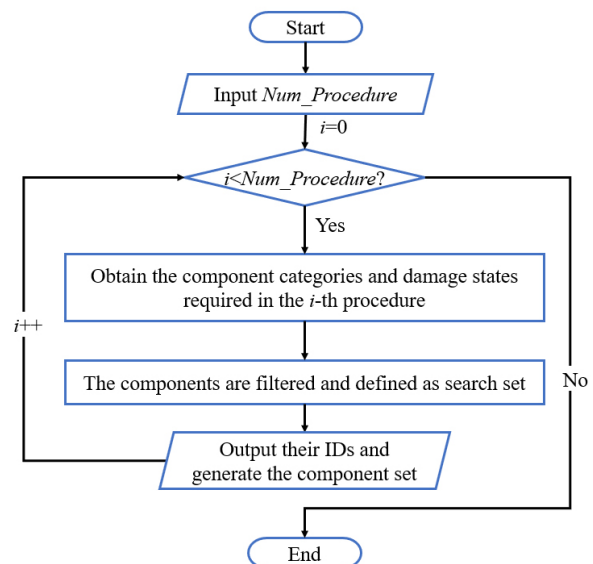 Start
Input Num_Procedure
i=0
i<Num_Procedure?
Yes
Obtain the component categories and damage states
required in the i-th procedure
i++
The components are filtered and defined as search set
No
Output their IDs and
generate the component set
End